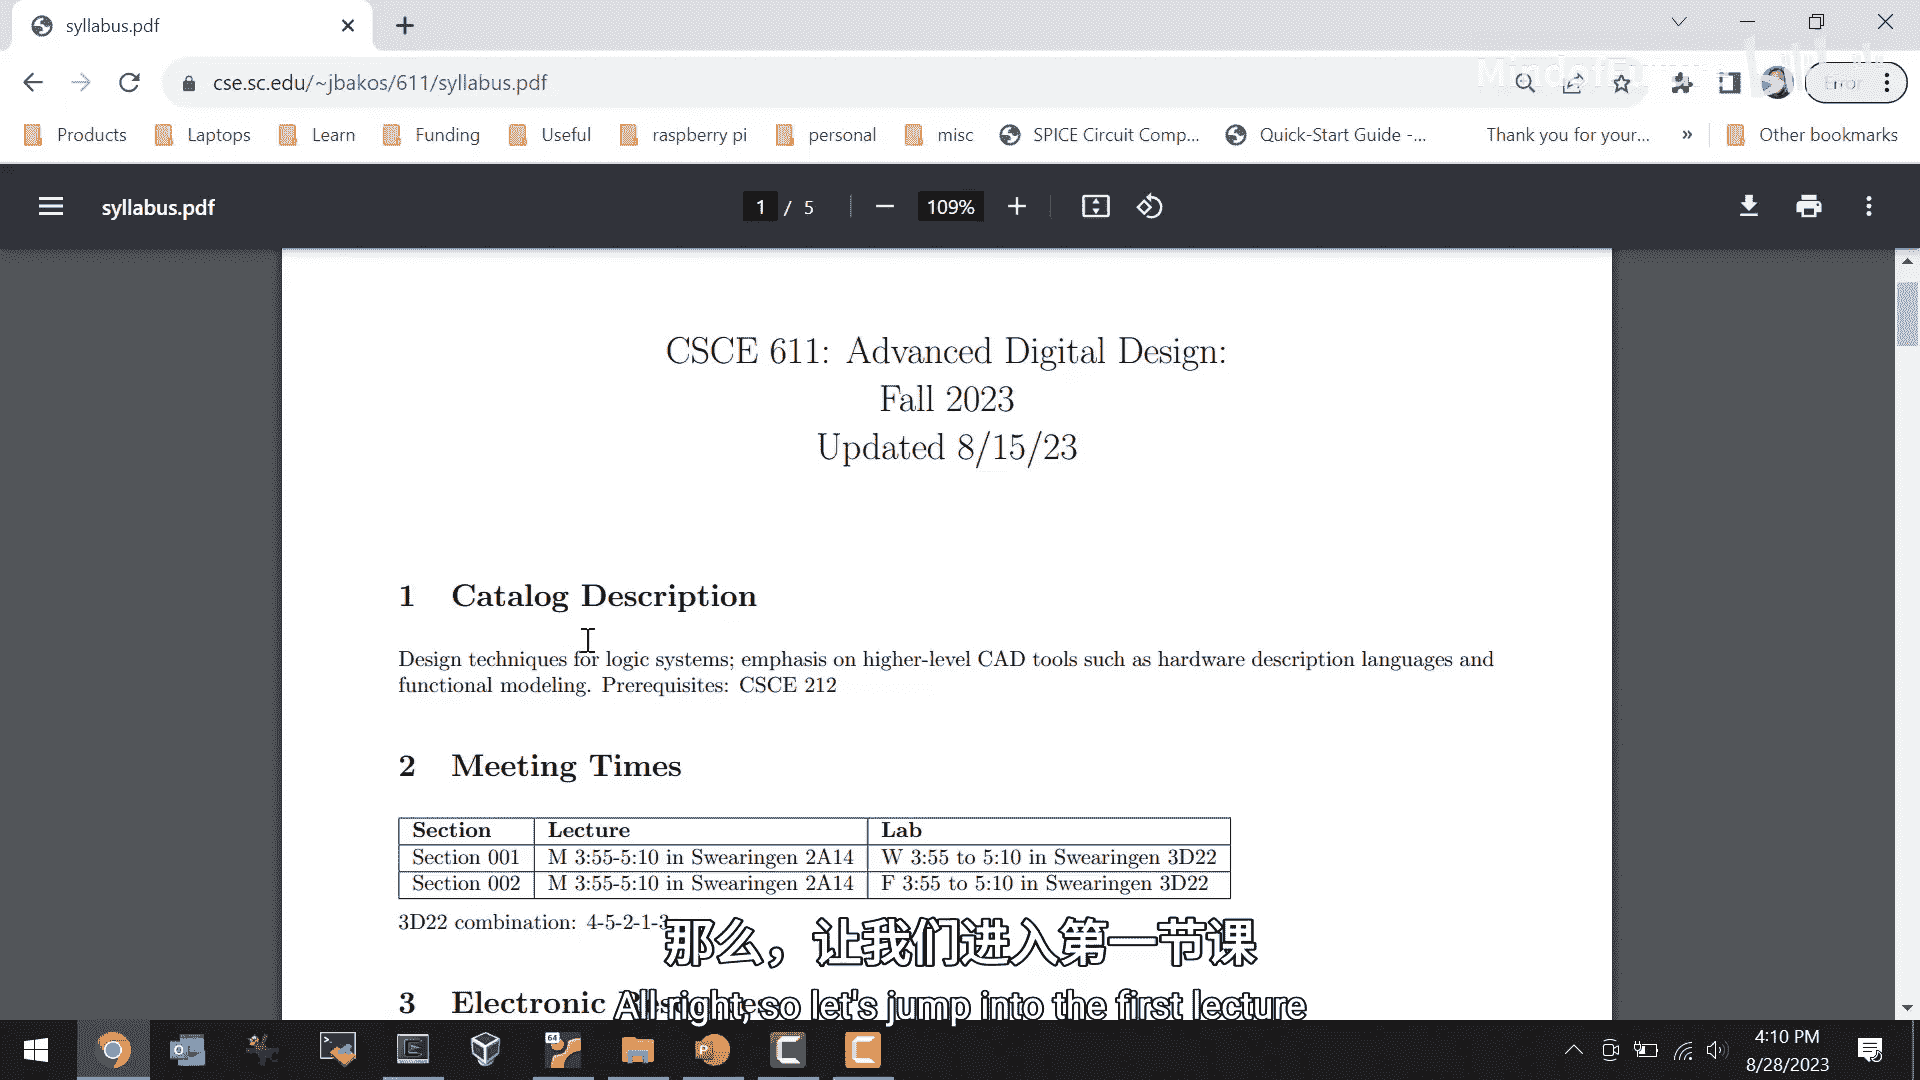 syllabus.pdf
cse.sc.edu/~jbakos/611/syllabus.pdf
Error
Products
Laptops
Learn
Funding
Useful
raspberry pi
personal
misc
SPICE Circuit Comp...
Quick-Start Guide -...
Thank you for your...
»
Other bookmarks
syllabus.pdf
1 / 5
109%
CSCE 611: Advanced Digital Design:
Fall 2023
Updated 8/15/23
1 Catalog Description
Design techniques for logic systems; emphasis on higher-level CAD tools such as hardware description languages and
functional modeling. Prerequisites: CSCE 212
2 Meeting Times
Section Lecture Lab
Section 001 M 3:55-5:10 in Swearingen 2A14 W 3:55 to 5:10 in Swearingen 3D22
Section 002 M 3:55-5:10 in Swearingen 2A14 F 3:55 to 5:10 in Swearingen 3D22
3D22 combination: 4-5-2-1-3
那么，让我们进入第一节课
3 Electronic
All right, so let's jump into the first lecture
64
4:10 PM
8/28/2023